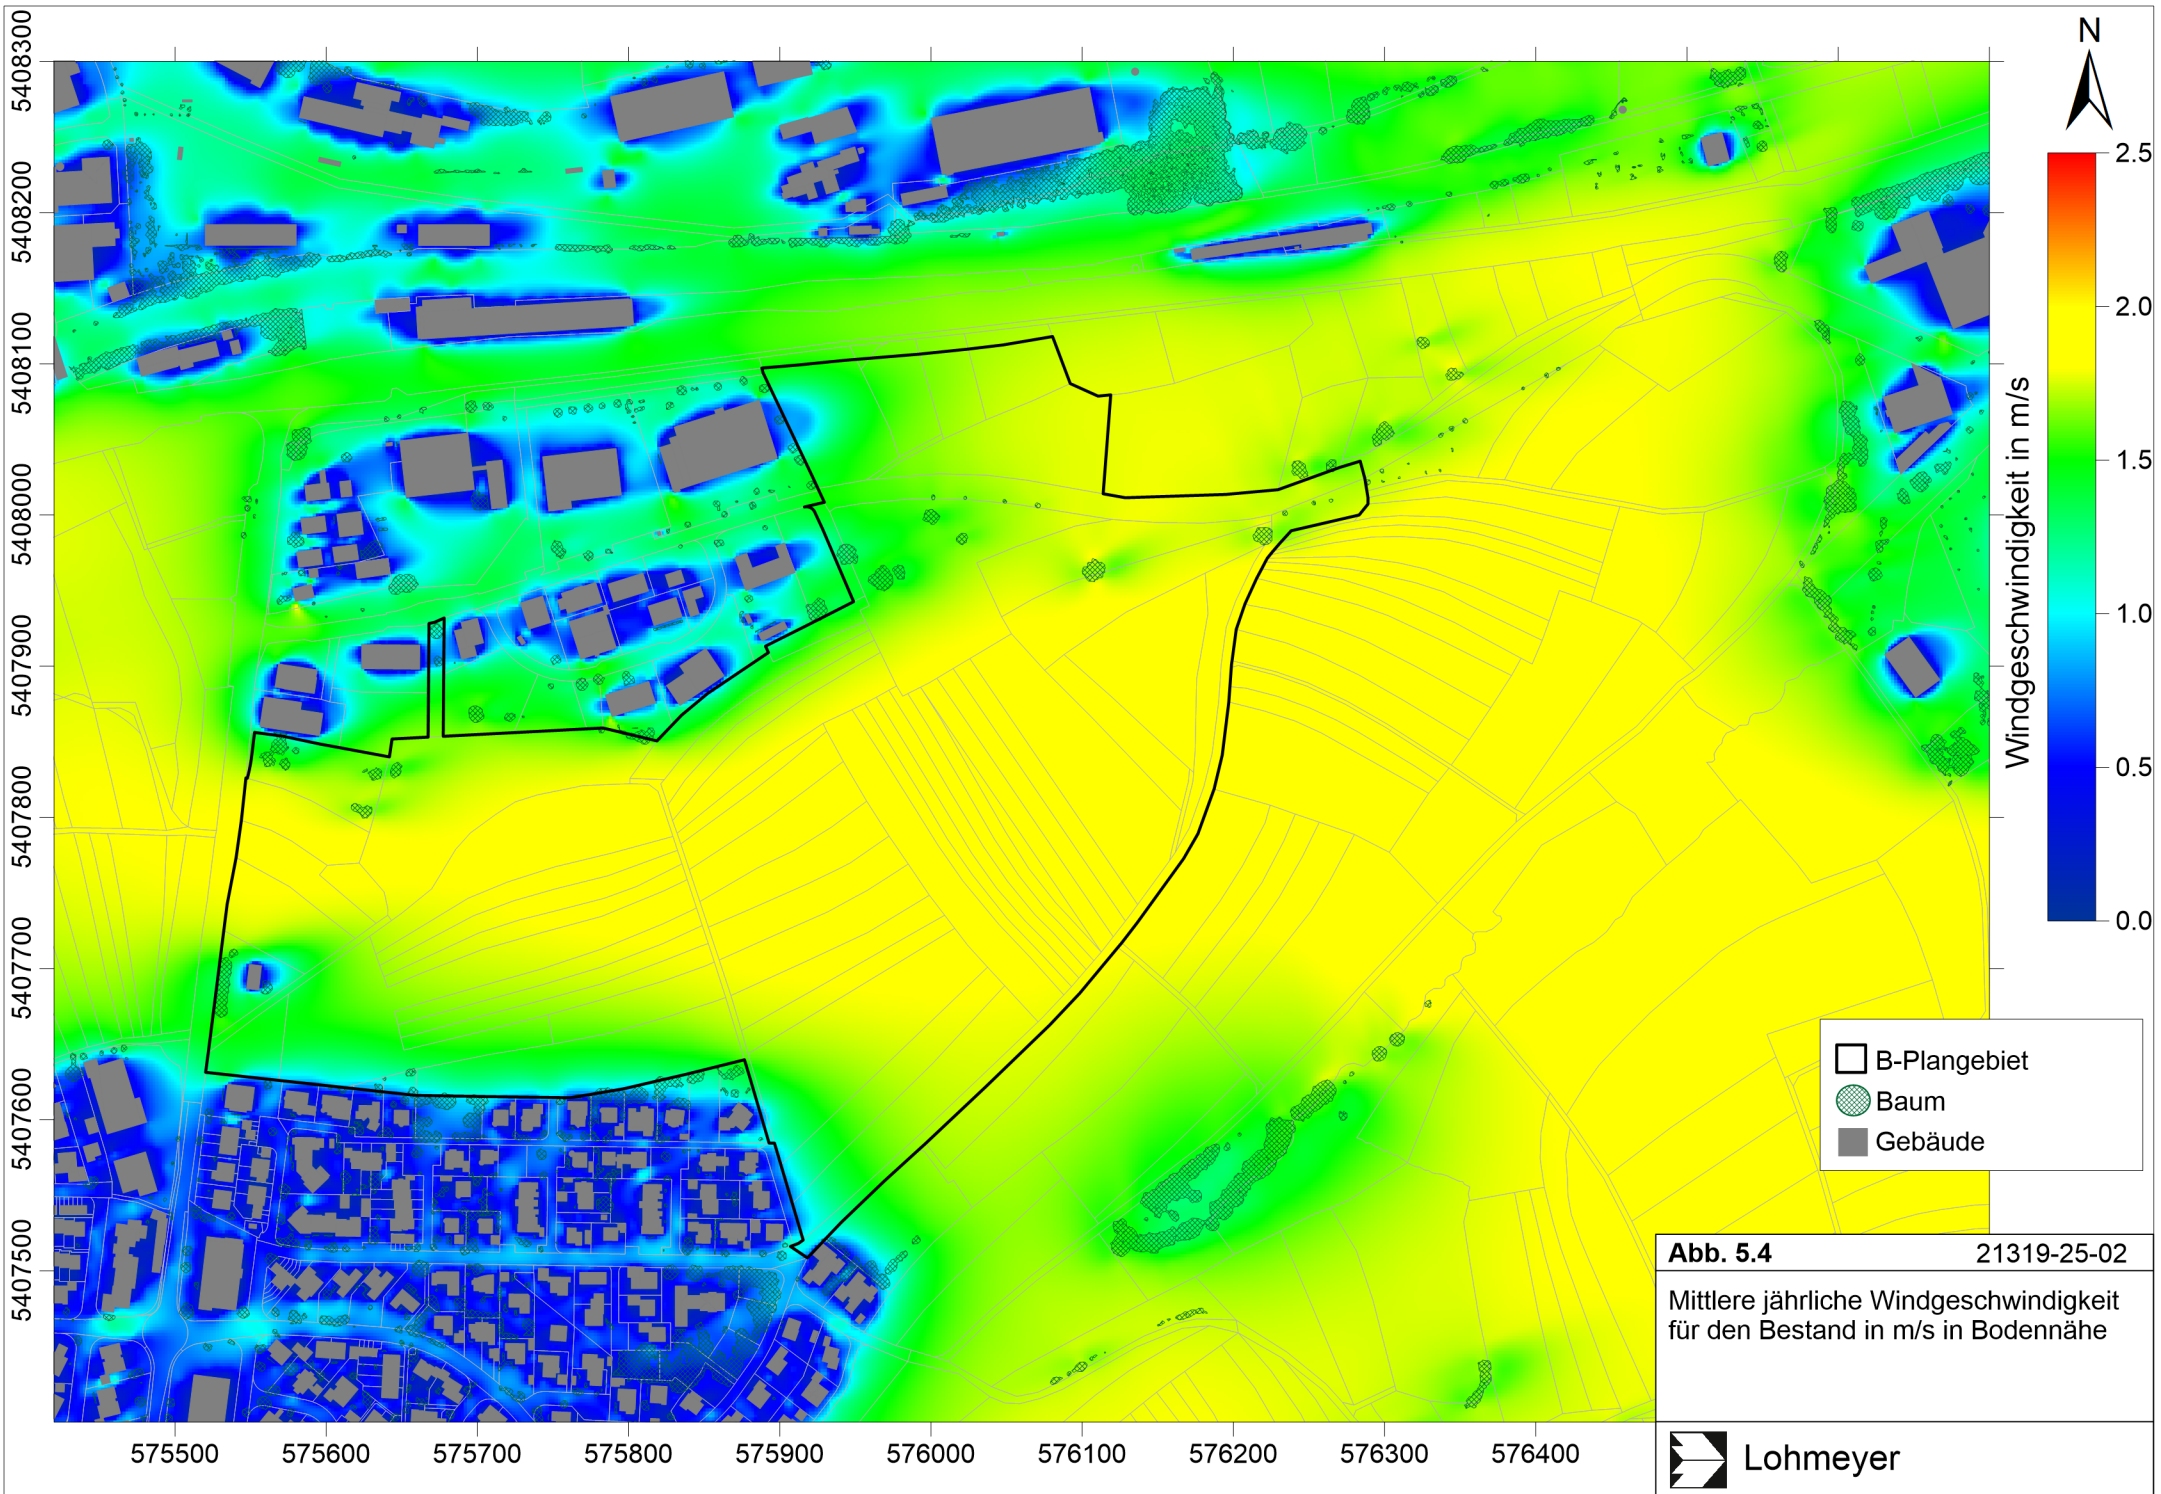 5408300
5408200
5408100
5408000
5407900
5407800
5407700
5407600
5407500
575500
575600
575700
575800
575900
576000
576100
576200
576300
576400
N
2.5
2.0
1.5
1.0
0.5
0.0
Windgeschwindigkeit in m/s
B-Plangebiet
Baum
Gebäude
Abb. 5.4 21319-25-02
Mittlere jährliche Windgeschwindigkeit
für den Bestand in m/s in Bodennähe
Lohmeyer